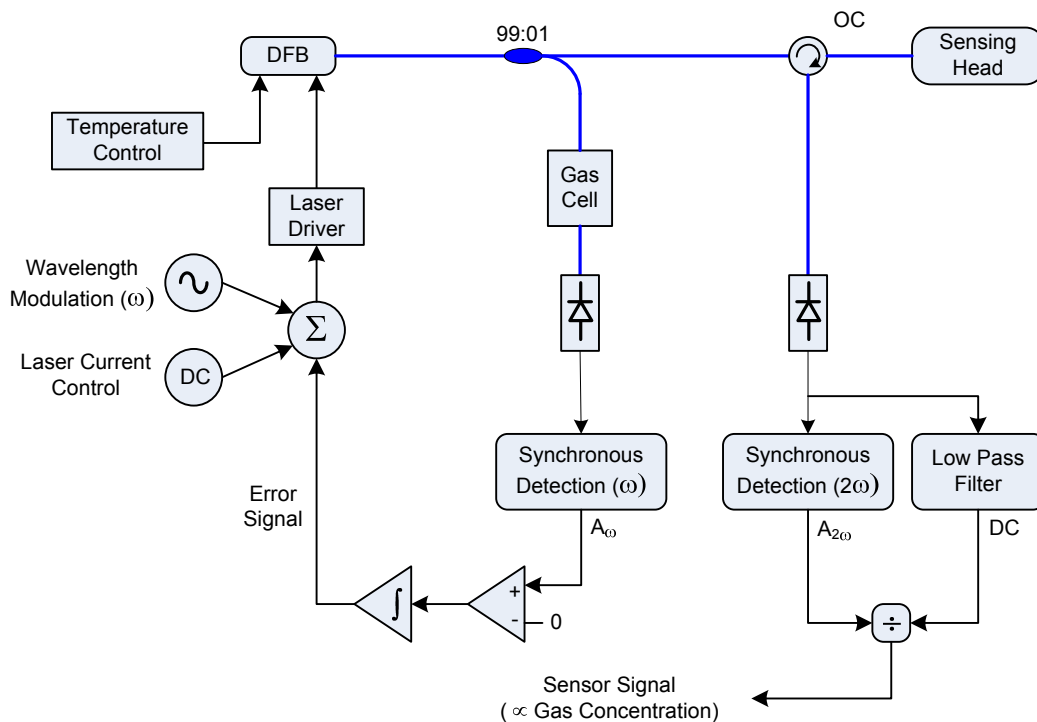 99:01
OC
DFB
Sensing
Head
Temperature
Control
Gas
Cell
Laser
Driver
Wavelength
Modulation (ω)
Σ
Laser Current
Control
DC
Synchronous
Detection (ω)
Synchronous
Detection (2ω)
Low Pass
Filter
Error
Signal
Aω
A2ω
DC
∫
+
-
0
÷
Sensor Signal
( ∝ Gas Concentration)